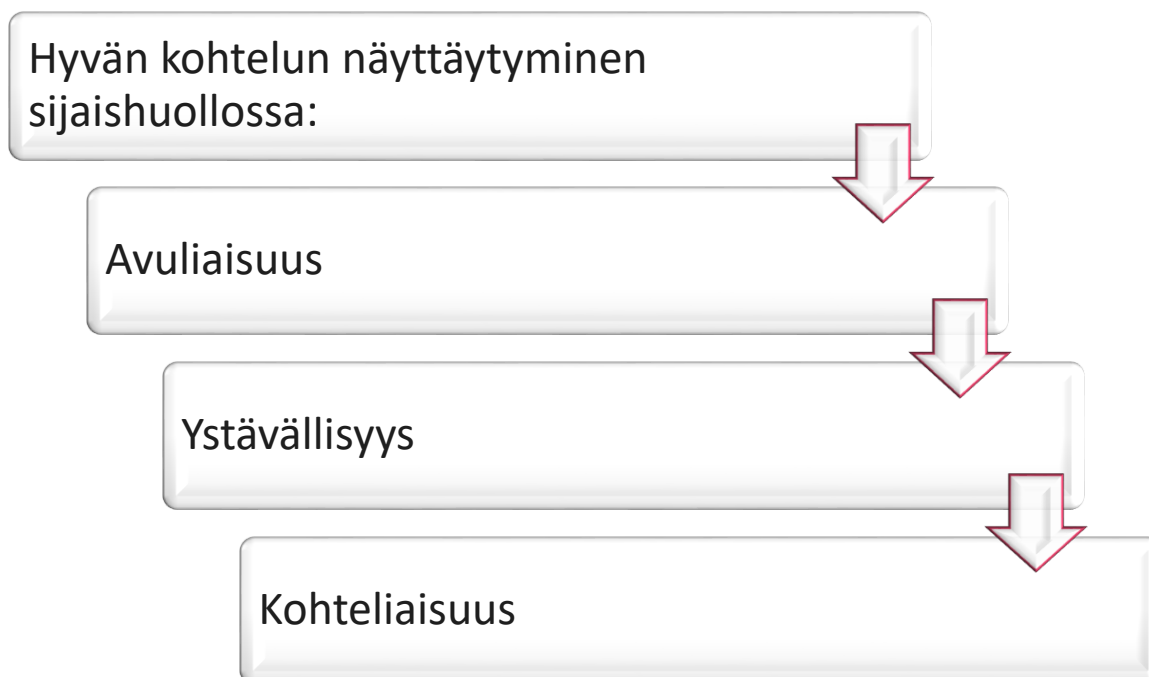 Hyvän kohtelun näyttäytyminen
sijaishuollossa:
Avuliaisuus
Ystävällisyys
Kohteliaisuus